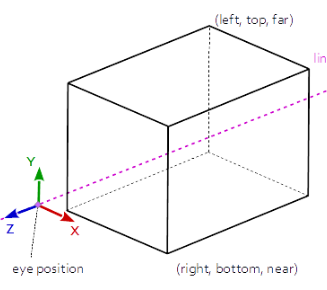 (left, top, far)
lin
Y
Z
X
eye position
(right, bottom, near)